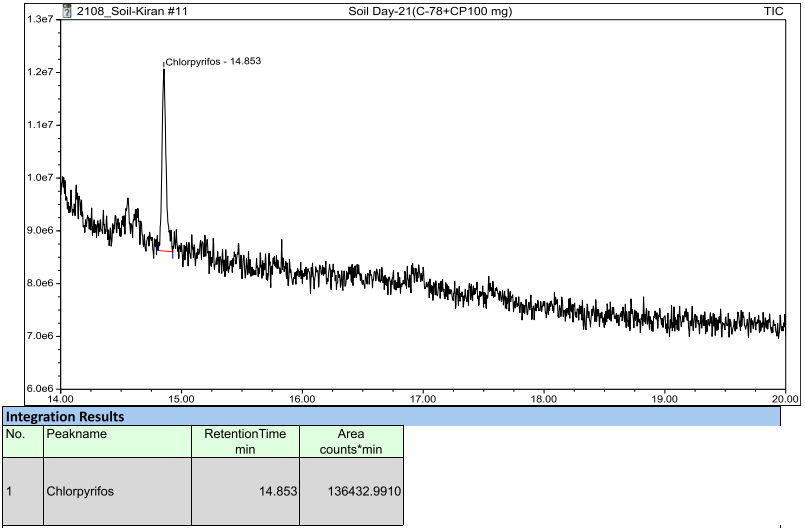 2108_Soil-Kiran #11 Soil Day-21(C-78+CP100 mg) TIC
1.3e7
Chlorpyrifos - 14.853
1.2e7
1.1e7
1.0e7
9.0e6
8.0e6
7.0e6
6.0e6
14.00 15.00 16.00 17.00 18.00 19.00 20.00
Integration Results
No. Peakname RetentionTime Area
min counts*min
1 Chlorpyrifos 14.853 136432.9910